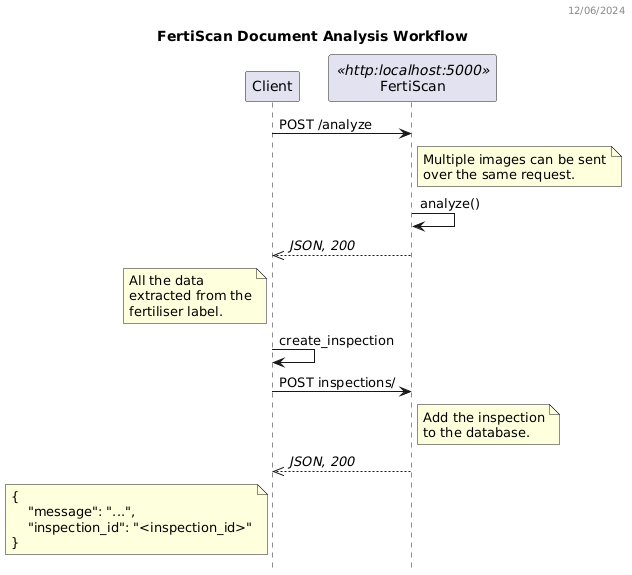 12/06/2024
FertiScan Document Analysis Workflow
Client
«http:localhost:5000»
FertiScan
POST /analyze
Multiple images can be sent
over the same request.
analyze()
JSON, 200
All the data
extracted from the
fertiliser label.
create_inspection
POST inspections/
Add the inspection
to the database.
JSON, 200
{
"message": "...",
"inspection_id": "<inspection_id>"
}